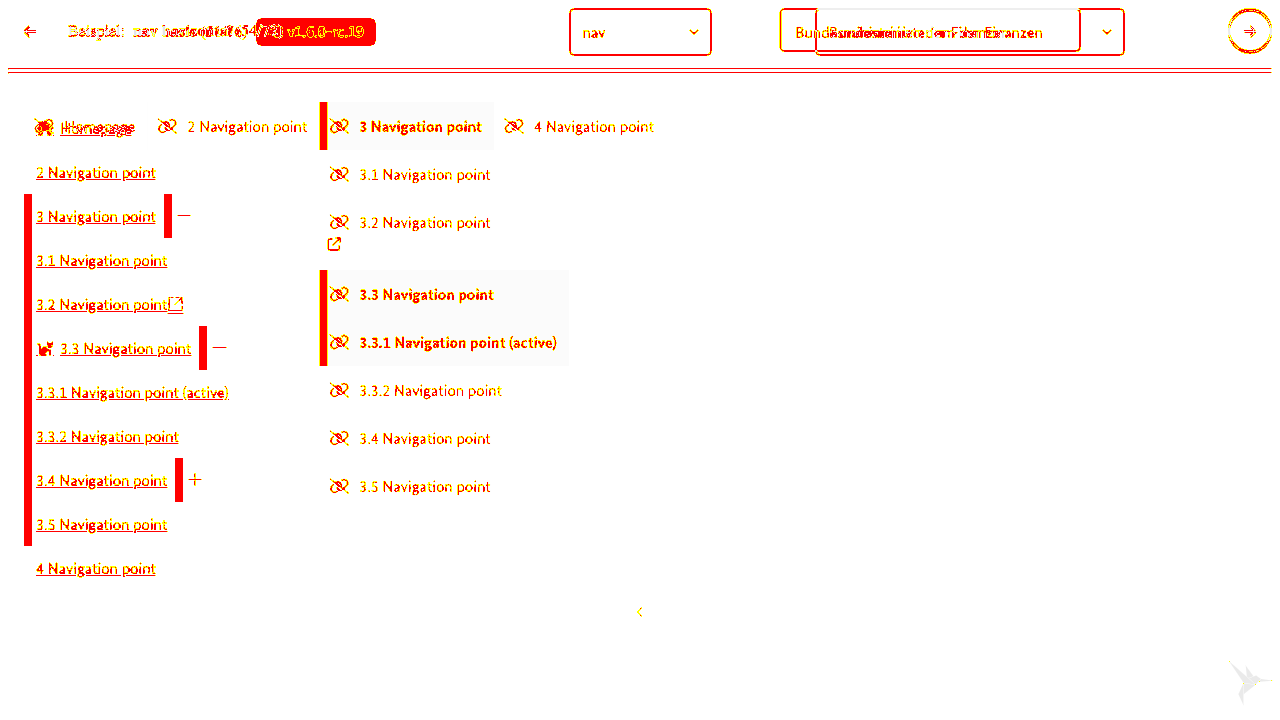 Beispiel: nav v1.6.0-rc.19
nav
Homepage
2 Navigation point
3 Navigation point
4 Navigation point
2 Navigation point
3 Navigation point
3.1 Navigation point
3.2 Navigation point
3.3 Navigation point
3.3.1 Navigation point (active)
3.3.2 Navigation point
3.4 Navigation point
3.5 Navigation point
4 Navigation point
3.1 Navigation point
3.2 Navigation point
3.3 Navigation point
3.3.1 Navigation point (active)
3.3.2 Navigation point
3.4 Navigation point
3.5 Navigation point